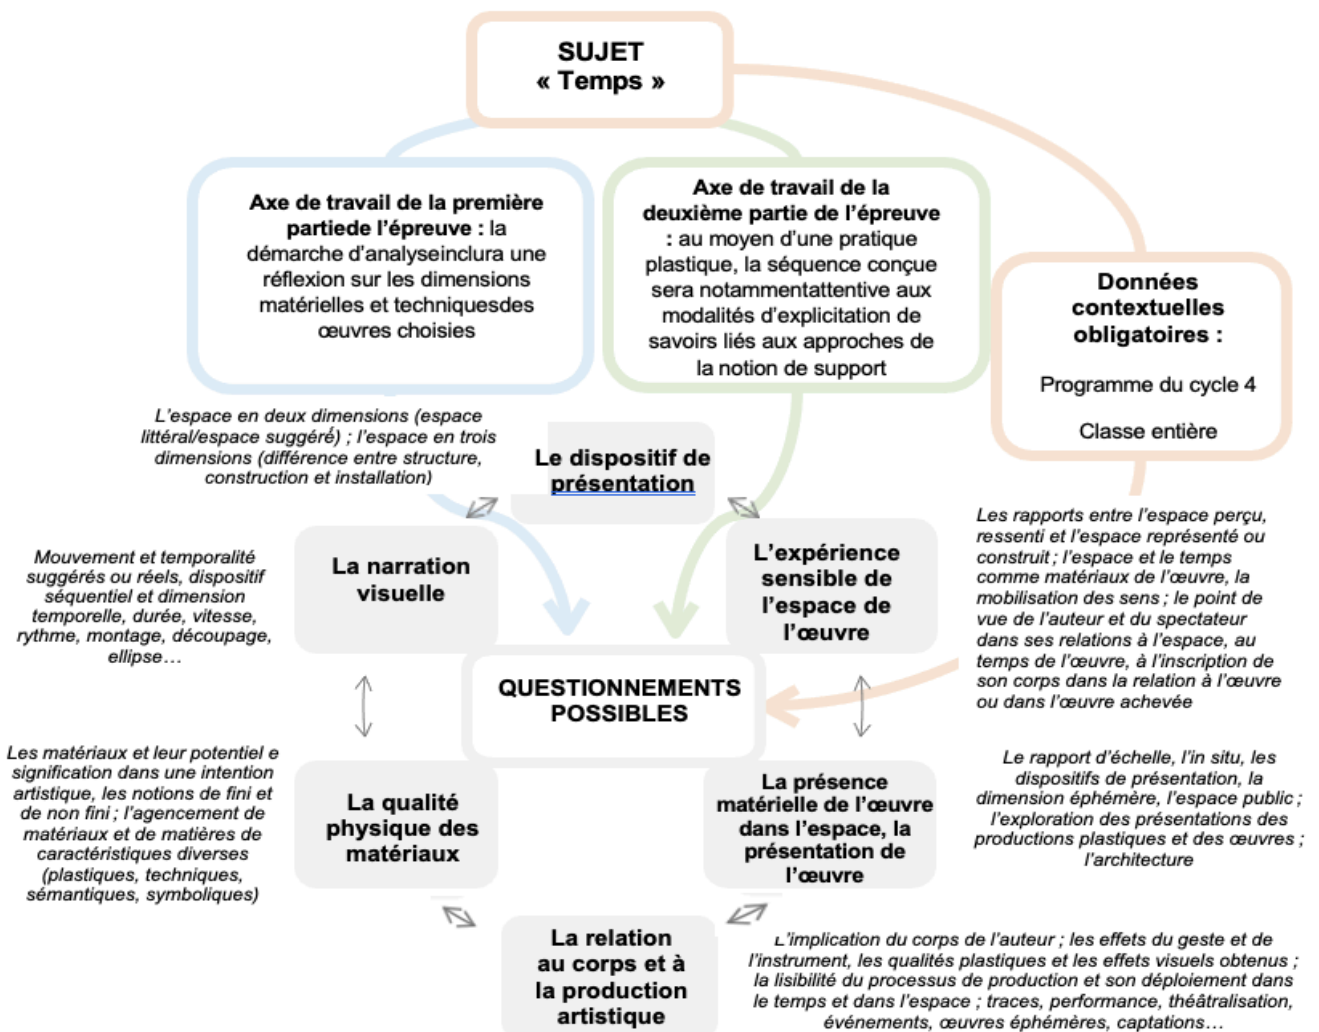 SUJET
« Temps »
Axe de travail de la première
partiede l’épreuve : la
démarche d’analyseinclura une
réflexion sur les dimensions
matérielles et techniquesdes
œuvres choisies
Axe de travail de la
deuxième partie de l’épreuve
: au moyen d’une pratique
plastique, la séquence conçue
sera notammentattentive aux
modalités d’explicitation de
savoirs liés aux approches de
la notion de support
Données
contextuelles
obligatoires :
Programme du cycle 4
Classe entière
L’espace en deux dimensions (espace
littéral/espace suggéré) ; l’espace en trois
dimensions (différence entre structure,
construction et installation)
Le dispositif de
présentation
Mouvement et temporalité
suggérés ou réels, dispositif
séquentiel et dimension
temporelle, durée, vitesse,
rythme, montage, découpage,
ellipse…
La narration
visuelle
L’expérience
sensible de
l’espace de
l’œuvre
Les rapports entre l’espace perçu,
ressenti et l’espace représenté ou
construit ; l’espace et le temps
comme matériaux de l’œuvre, la
mobilisation des sens ; le point de
vue de l’auteur et du spectateur
dans ses relations à l’espace, au
temps de l’œuvre, à l’inscription de
son corps dans la relation à l’œuvre
ou dans l’œuvre achevée
QUESTIONNEMENTS
POSSIBLES
Les matériaux et leur potentiel e
signification dans une intention
artistique, les notions de fini et
de non fini ; l’agencement de
matériaux et de matières de
caractéristiques diverses
(plastiques, techniques,
sémantiques, symboliques)
La qualité
physique des
matériaux
La présence
matérielle de l’œuvre
dans l’espace, la
présentation de
l’œuvre
Le rapport d’échelle, l’in situ, les
dispositifs de présentation, la
dimension éphémère, l’espace public ;
l’exploration des présentations des
productions plastiques et des œuvres ;
l’architecture
La relation
au corps et à
la production
artistique
L’implication du corps de l’auteur ; les effets du geste et de
l’instrument, les qualités plastiques et les effets visuels obtenus ;
la lisibilité du processus de production et son déploiement dans
le temps et dans l’espace ; traces, performance, théâtralisation,
événements, œuvres éphémères, captations…